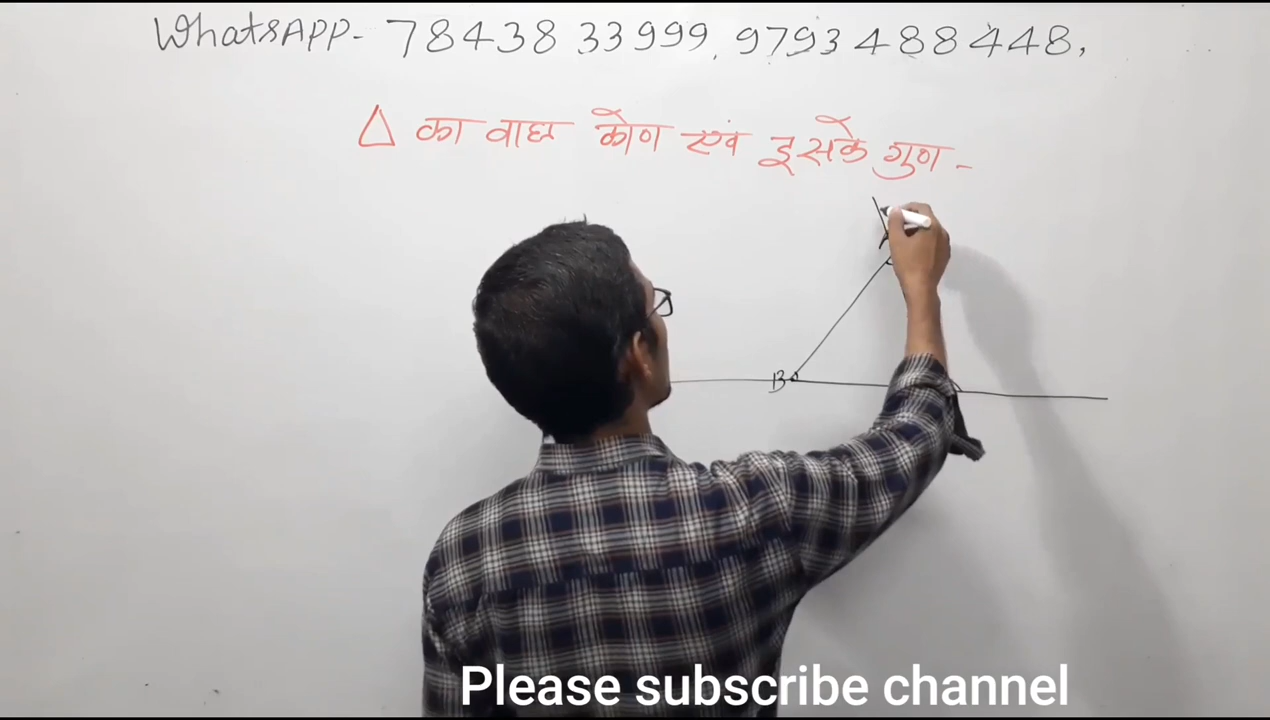 WhatsAPP- 78438 33999, 9793488448,
△ का वाह्य कोण एवं इसके गुण -
B
Please subscribe channel